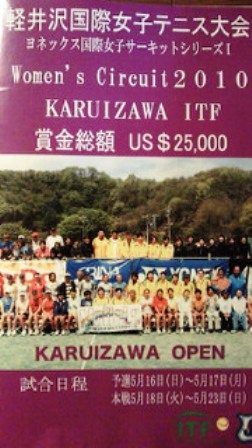 軽井沢国際女子テニス大会
ヨネックス国際女子サーキットシリーズⅠ
Women's Circuit2010
KARUIZAWA ITF
賞金総額 US＄25,000
KARUIZAWA OPEN
試合日程
予選5月16日(日)～5月17日(月)
本戦5月18日(火)～5月23日(日)
ITF